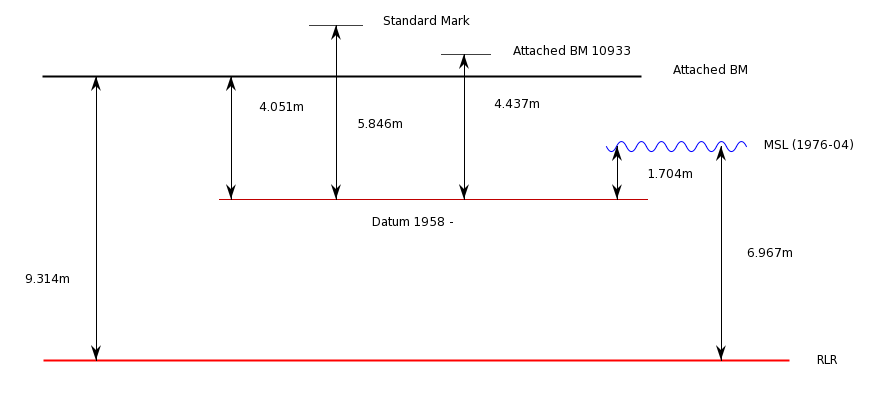 Standard Mark
Attached BM 10933
Attached BM
4.051m
4.437m
5.846m
MSL (1976-04)
1.704m
Datum 1958 -
6.967m
9.314m
RLR